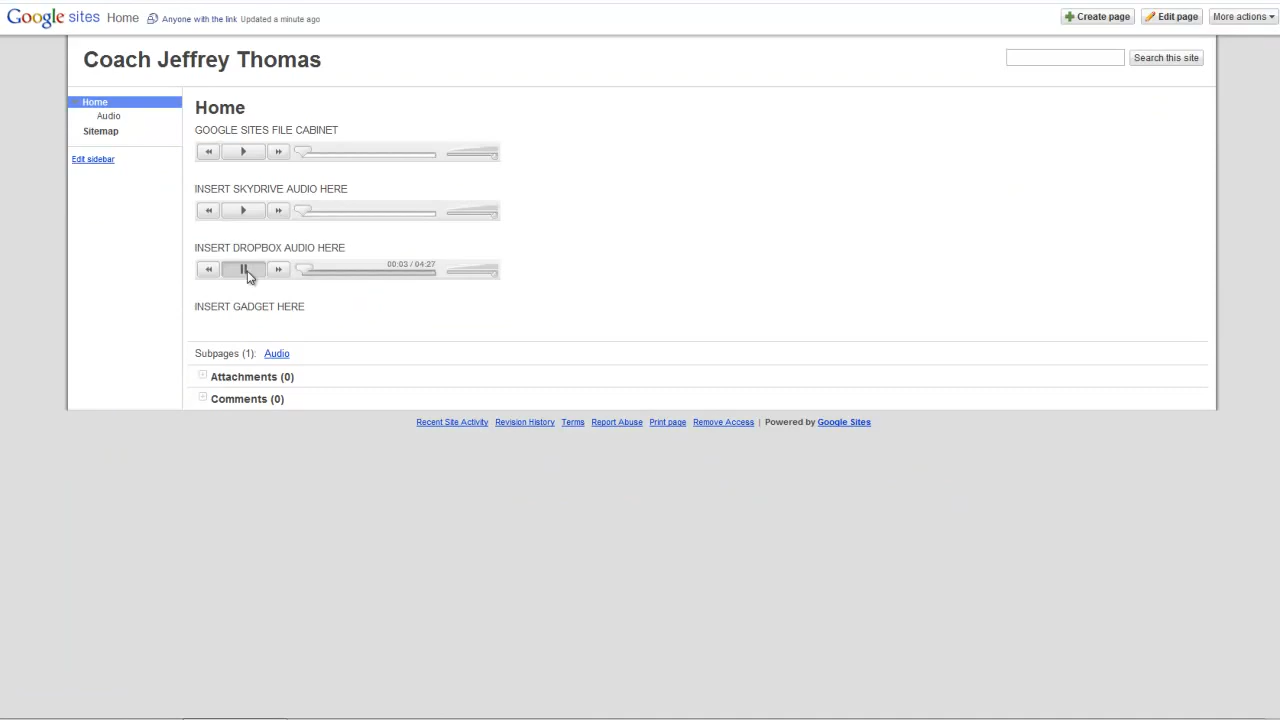 Google sites Home Anyone with the link Updated a minute ago Create page Edit page More actions
Coach Jeffrey Thomas Search this site
Home
Audio
Sitemap
Edit sidebar
Home
GOOGLE SITES FILE CABINET
INSERT SKYDRIVE AUDIO HERE
INSERT DROPBOX AUDIO HERE
00:03 / 04:27
INSERT GADGET HERE
Subpages (1): Audio
Attachments (0)
Comments (0)
Recent Site Activity Revision History Terms Report Abuse Print page Remove Access | Powered by Google Sites